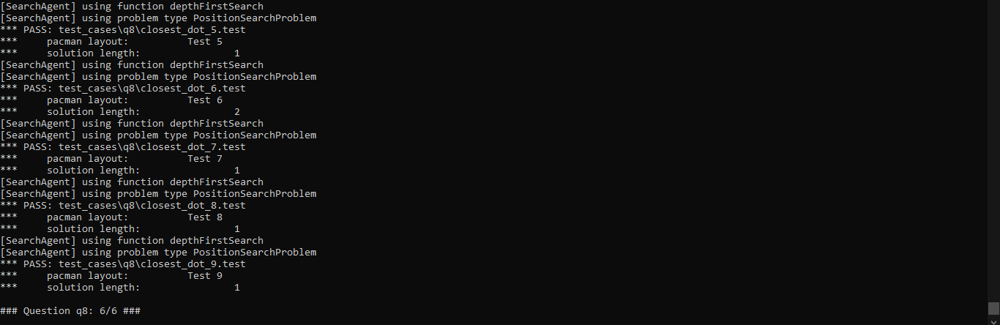 [SearchAgent] using function depthFirstSearch
[SearchAgent] using problem type PositionSearchProblem
*** PASS: test_cases\q8\closest_dot_5.test
***     pacman layout:          Test 5
***     solution length:                1
[SearchAgent] using function depthFirstSearch
[SearchAgent] using problem type PositionSearchProblem
*** PASS: test_cases\q8\closest_dot_6.test
***     pacman layout:          Test 6
***     solution length:                2
[SearchAgent] using function depthFirstSearch
[SearchAgent] using problem type PositionSearchProblem
*** PASS: test_cases\q8\closest_dot_7.test
***     pacman layout:          Test 7
***     solution length:                1
[SearchAgent] using function depthFirstSearch
[SearchAgent] using problem type PositionSearchProblem
*** PASS: test_cases\q8\closest_dot_8.test
***     pacman layout:          Test 8
***     solution length:                1
[SearchAgent] using function depthFirstSearch
[SearchAgent] using problem type PositionSearchProblem
*** PASS: test_cases\q8\closest_dot_9.test
***     pacman layout:          Test 9
***     solution length:                1
### Question q8: 6/6 ###